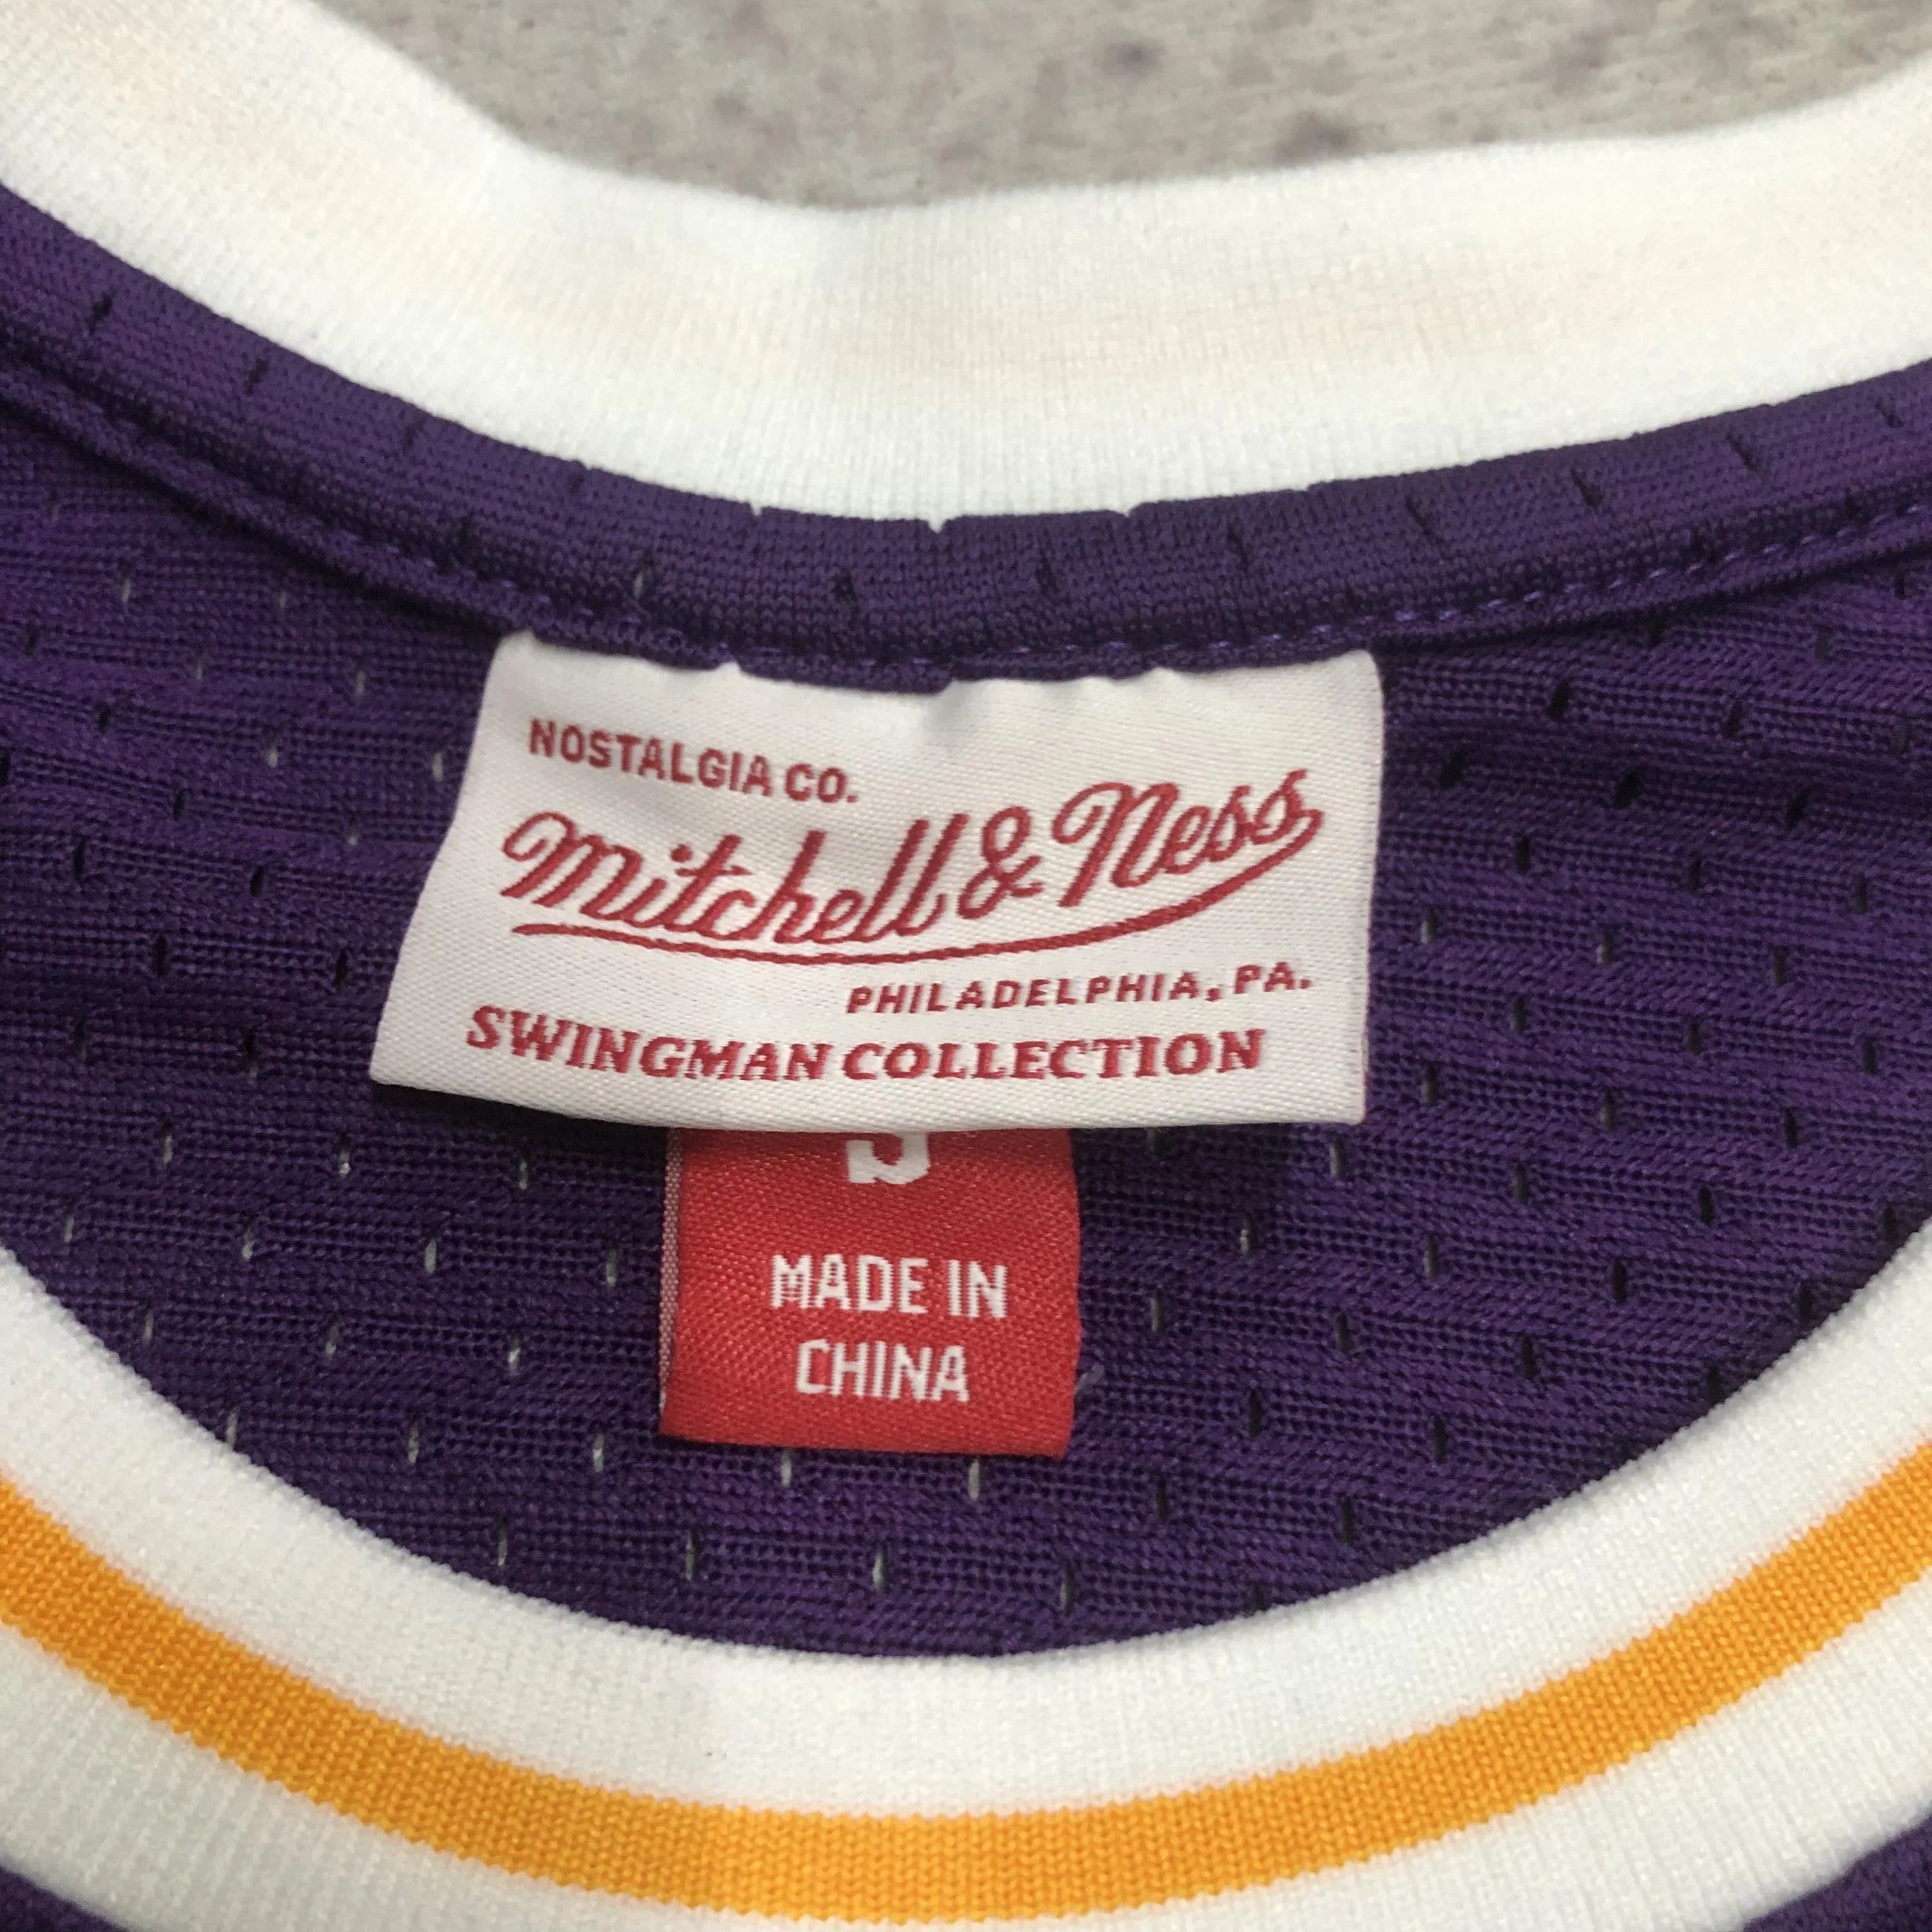 NOSTALGIA CO.
Mitchell & Ness
PHILADELPHIA, PA.
SWINGMAN COLLECTION
MADE IN
CHINA